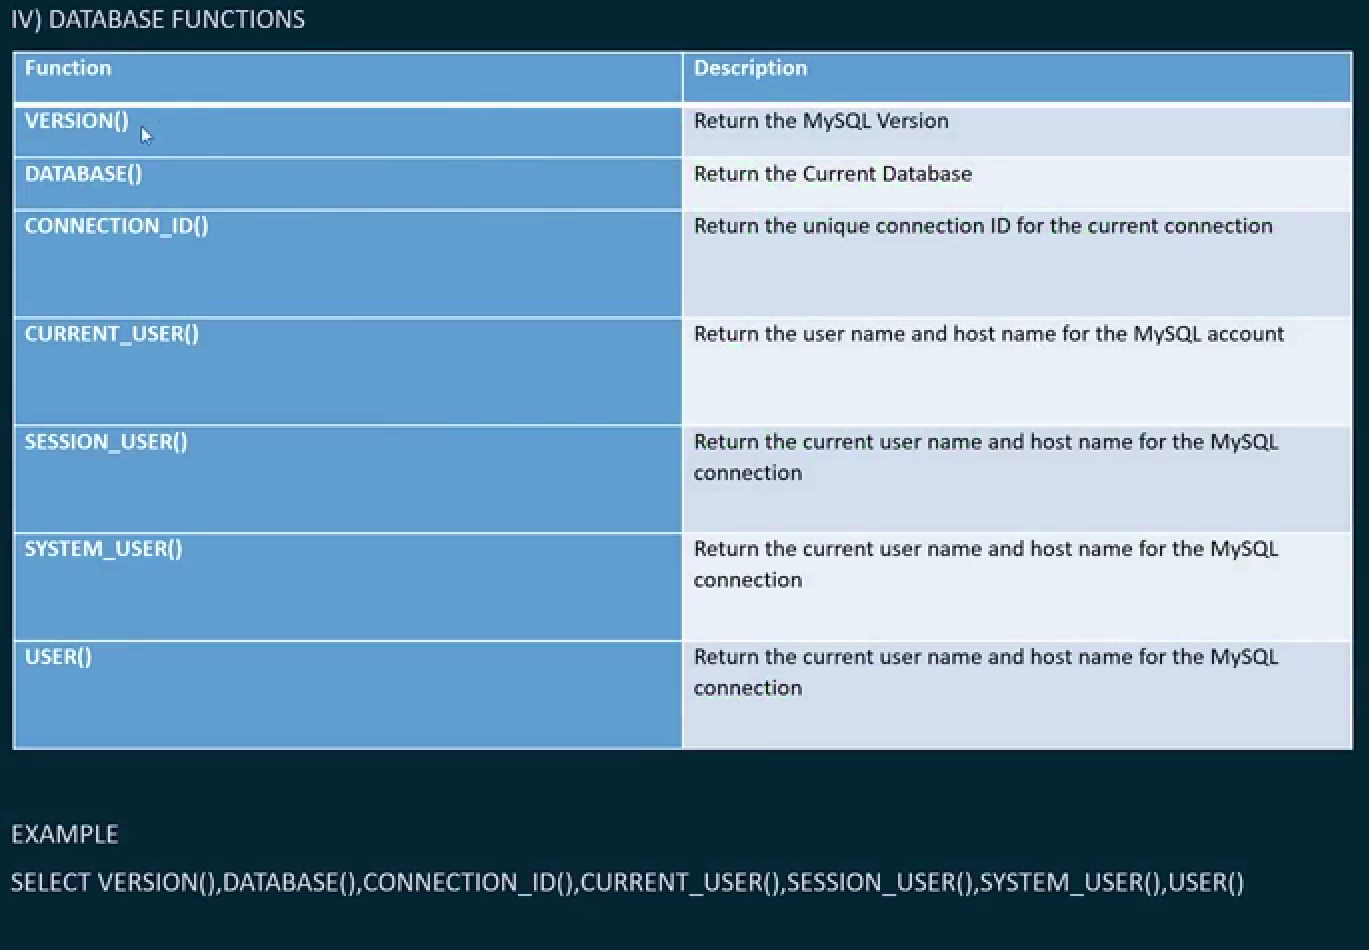 IV) DATABASE FUNCTIONS
Function
Description
VERSION()
Return the MySQL Version
DATABASE()
Return the Current Database
CONNECTION_ID()
Return the unique connection ID for the current connection
CURRENT_USER()
Return the user name and host name for the MySQL account
SESSION_USER()
Return the current user name and host name for the MySQL
connection
SYSTEM_USER()
Return the current user name and host name for the MySQL
connection
USER()
Return the current user name and host name for the MySQL
connection
EXAMPLE
SELECT VERSION(),DATABASE(),CONNECTION_ID(),CURRENT_USER(),SESSION_USER(),SYSTEM_USER(),USER()